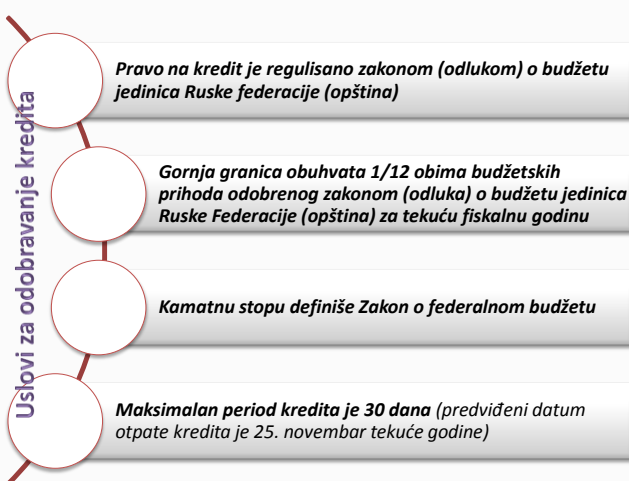 Uslovi za odobravanje kredita
Pravo na kredit je regulisano zakonom (odlukom) o budžetu
jedinica Ruske federacije (opština)
Gornja granica obuhvata 1/12 obima budžetskih
prihoda odobrenog zakonom (odluka) o budžetu jedinica
Ruske Federacije (opština) za tekuću fiskalnu godinu
Kamatnu stopu definiše Zakon o federalnom budžetu
Maksimalan period kredita je 30 dana (predviđeni datum
otpate kredita je 25. novembar tekuće godine)